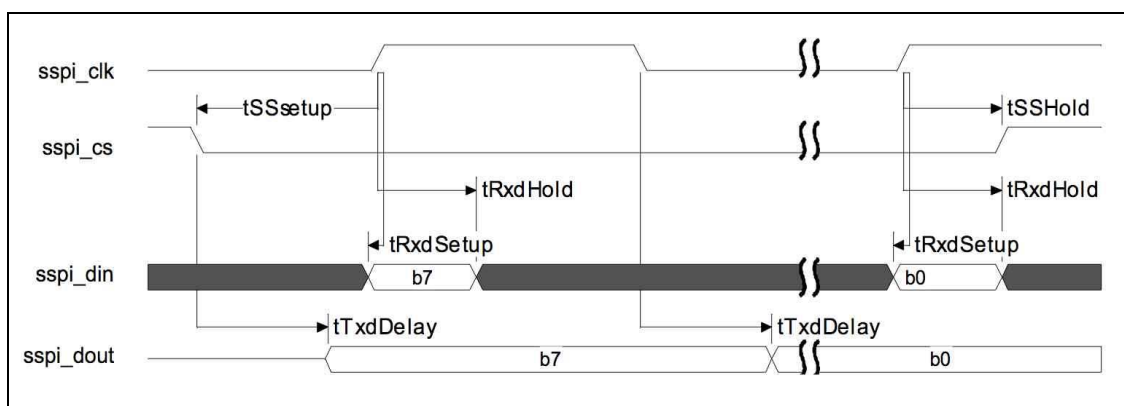 sspi_clk
tSSsetup
tSSHold
sspi_cs
tRxdHold
tRxdHold
tRxdSetup
tRxdSetup
sspi_din
b7
b0
tTxdDelay
tTxdDelay
sspi_dout
b7
b0